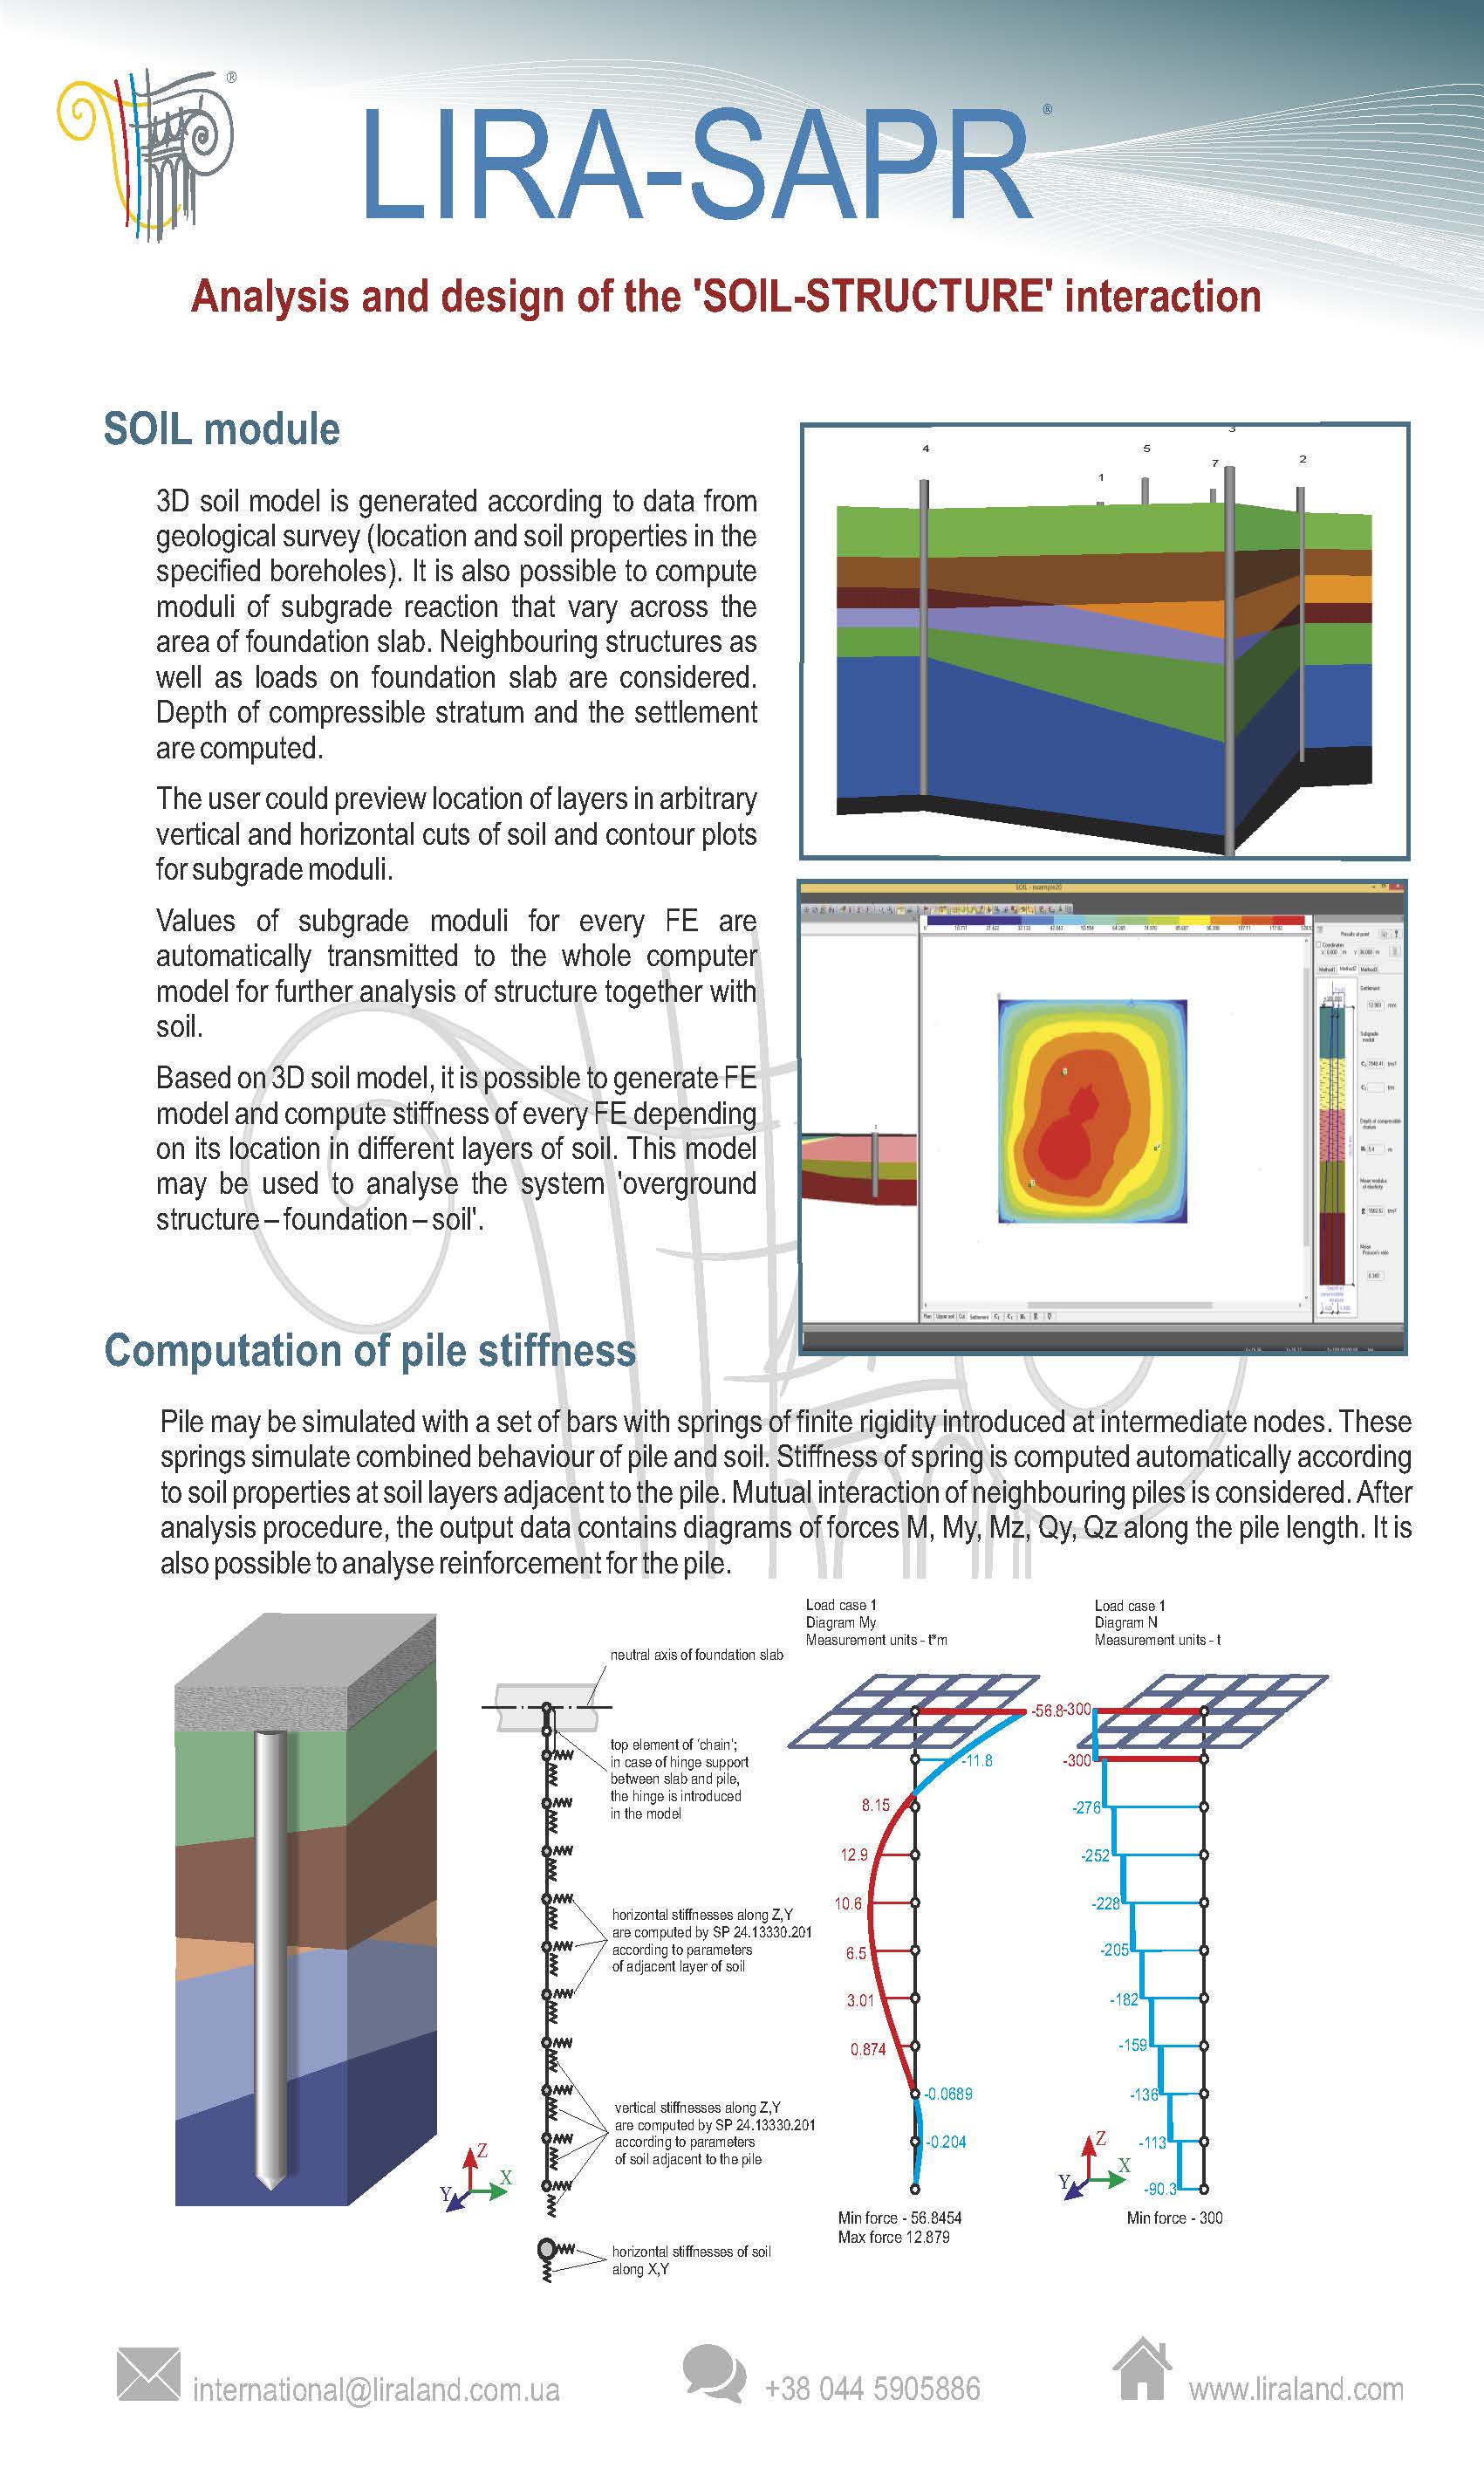 ®
LIRA-SAPR®
Analysis and design of the 'SOIL-STRUCTURE' interaction
SOIL module
3D soil model is generated according to data from
geological survey (location and soil properties in the
specified boreholes). It is also possible to compute
moduli of subgrade reaction that vary across the
area of foundation slab. Neighbouring structures as
well as loads on foundation slab are considered.
Depth of compressible stratum and the settlement
are computed.
The user could preview location of layers in arbitrary
vertical and horizontal cuts of soil and contour plots
for subgrade moduli.
Values of subgrade moduli for every FE are
automatically transmitted to the whole computer
model for further analysis of structure together with
soil.
Based on 3D soil model, it is possible to generate FE
model and compute stiffness of every FE depending
on its location in different layers of soil. This model
may be used to analyse the system 'overground
structure – foundation – soil'.
3
4
5
7
2
1
SOIL - example20
Results at point
Coordinates
Settlement
Subgrade
moduli
Depth of compressible
stratum
Mean modulus
of elasticity
Mean
Poisson's ratio
Computation of pile stiffness
Pile may be simulated with a set of bars with springs of finite rigidity introduced at intermediate nodes. These
springs simulate combined behaviour of pile and soil. Stiffness of spring is computed automatically according
to soil properties at soil layers adjacent to the pile. Mutual interaction of neighbouring piles is considered. After
analysis procedure, the output data contains diagrams of forces M, My, Mz, Qy, Qz along the pile length. It is
also possible to analyse reinforcement for the pile.
neutral axis of foundation slab
top element of 'chain';
in case of hinge support
between slab and pile,
the hinge is introduced
in the model
horizontal stiffnesses along Z,Y
are computed by SP 24.13330.201
according to parameters
of adjacent layer of soil
vertical stiffnesses along Z,Y
are computed by SP 24.13330.201
according to parameters
of soil adjacent to the pile
horizontal stiffnesses of soil
along X,Y
Z
X
Y
Load case 1
Diagram My
Measurement units - t*m
-56.8
-11.8
8.15
12.9
10.6
6.5
3.01
0.874
-0.0689
-0.204
Min force - 56.8454
Max force 12.879
Load case 1
Diagram N
Measurement units - t
-300
-300
-276
-252
-228
-205
-182
-159
-136
-113
-90.3
Z
X
Y
Min force - 300
international@liraland.com.ua
+38 044 5905886
www.liraland.com